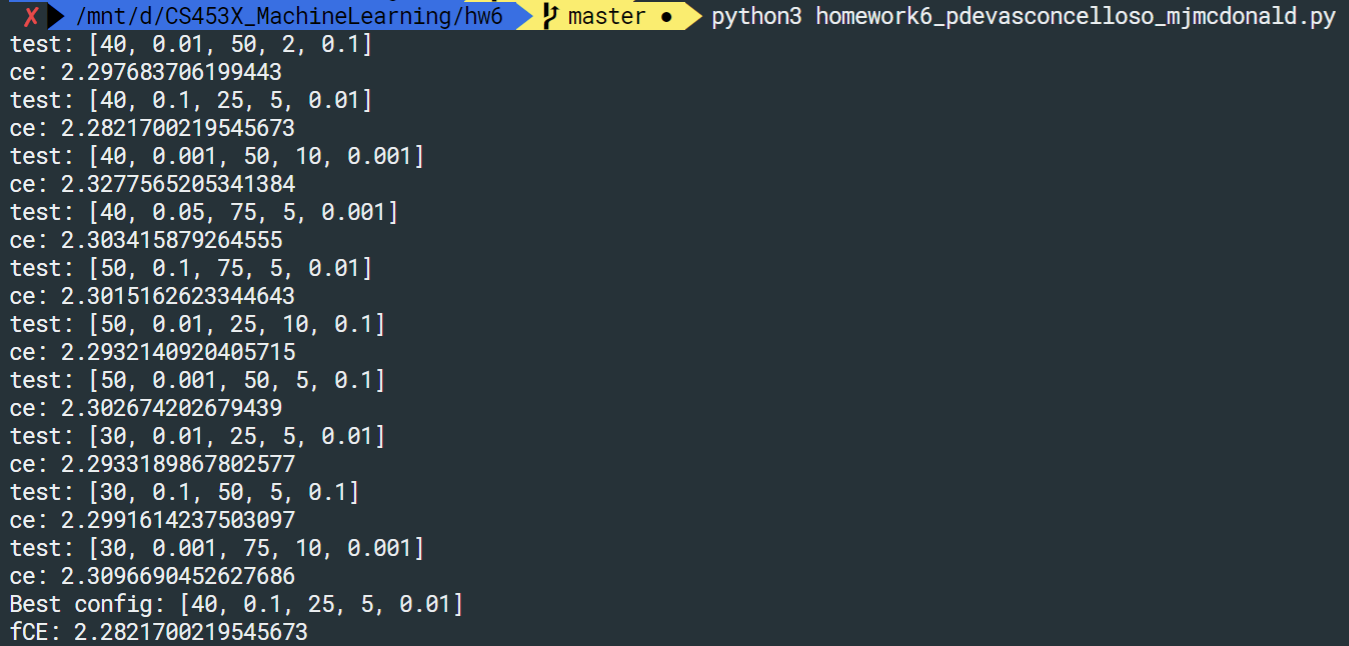 ✗ /mnt/d/CS453X_MachineLearning/hw6 master ● python3 homework6_pdevasconcelloso_mjmcdonald.py
test: [40, 0.01, 50, 2, 0.1]
ce: 2.297683706199443
test: [40, 0.1, 25, 5, 0.01]
ce: 2.2821700219545673
test: [40, 0.001, 50, 10, 0.001]
ce: 2.3277565205341384
test: [40, 0.05, 75, 5, 0.001]
ce: 2.303415879264555
test: [50, 0.1, 75, 5, 0.01]
ce: 2.3015162623344643
test: [50, 0.01, 25, 10, 0.1]
ce: 2.2932140920405715
test: [50, 0.001, 50, 5, 0.1]
ce: 2.302674202679439
test: [30, 0.01, 25, 5, 0.01]
ce: 2.2933189867802577
test: [30, 0.1, 50, 5, 0.1]
ce: 2.2991614237503097
test: [30, 0.001, 75, 10, 0.001]
ce: 2.3096690452627686
Best config: [40, 0.1, 25, 5, 0.01]
fCE: 2.2821700219545673